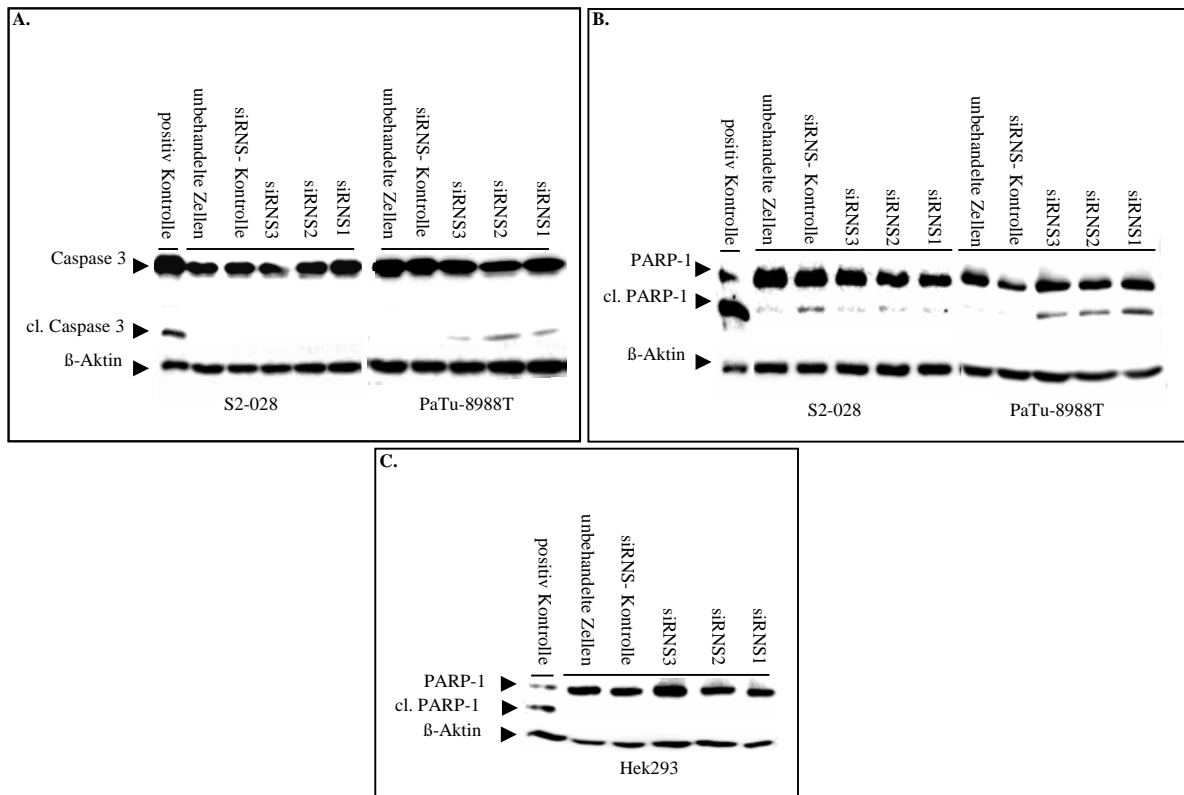 A.
positiv Kontrolle
unbehandelte Zellen
siRNS- Kontrolle
siRNS3
siRNS2
siRNS1
unbehandelte Zellen
siRNS- Kontrolle
siRNS3
siRNS2
siRNS1
Caspase 3
cl. Caspase 3
ß-Aktin
S2-028
PaTu-8988T
B.
positiv Kontrolle
unbehandelte Zellen
siRNS- Kontrolle
siRNS3
siRNS2
siRNS1
unbehandelte Zellen
siRNS- Kontrolle
siRNS3
siRNS2
siRNS1
PARP-1
cl. PARP-1
ß-Aktin
S2-028
PaTu-8988T
C.
positiv Kontrolle
unbehandelte Zellen
siRNS- Kontrolle
siRNS3
siRNS2
siRNS1
PARP-1
cl. PARP-1
ß-Aktin
Hek293